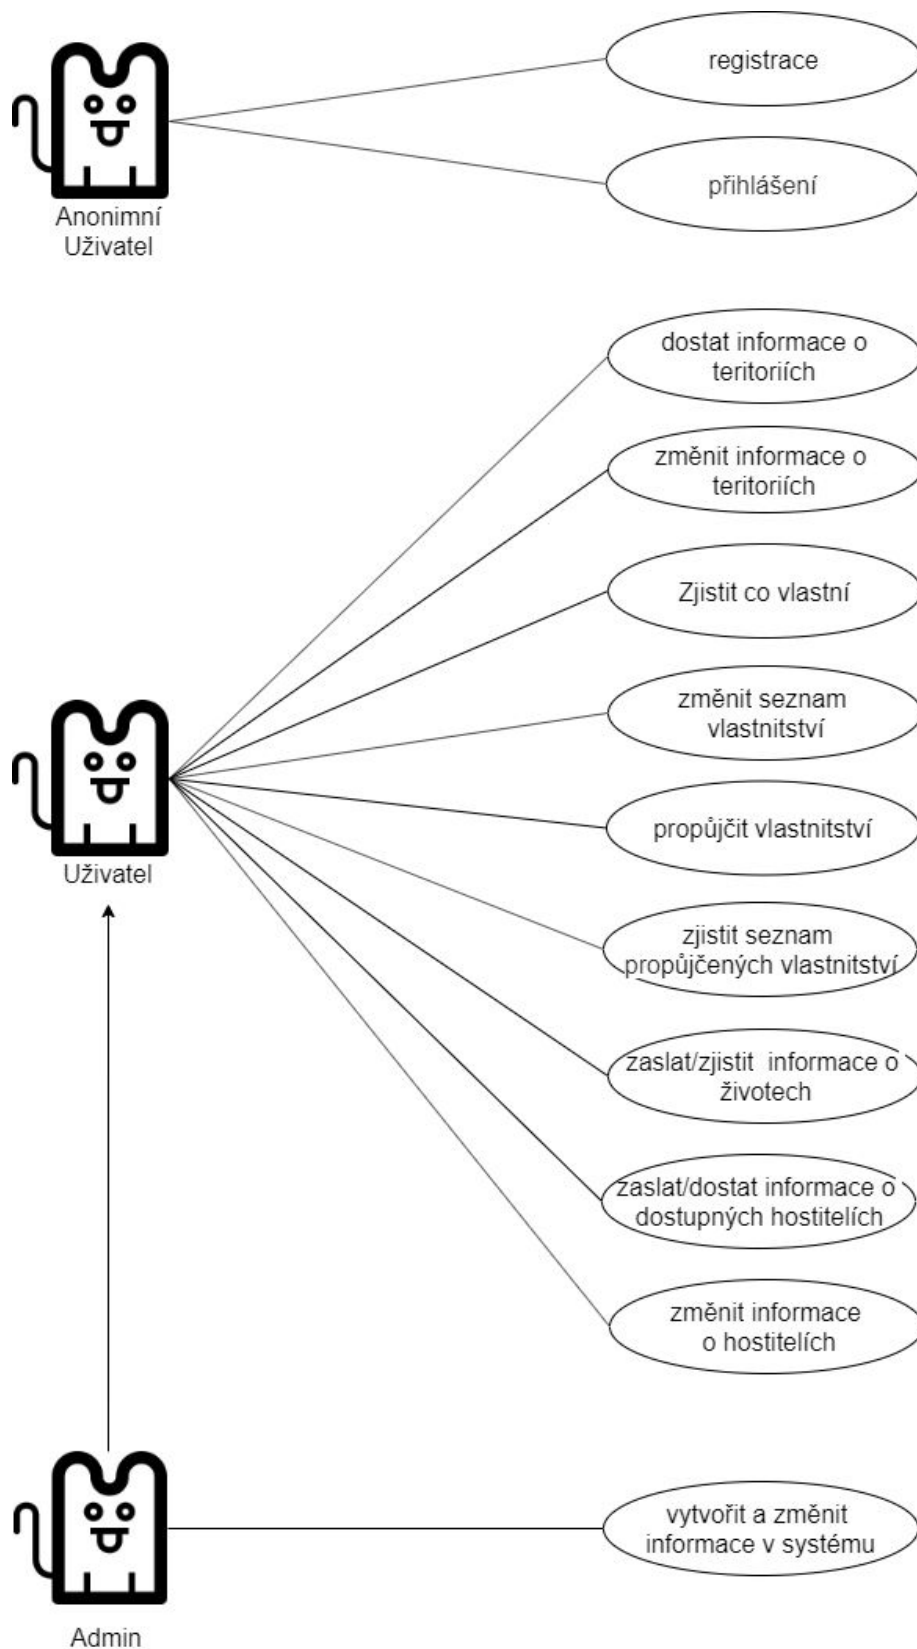 registrace
přihlášení
Anonimní
Uživatel
dostat informace o
teritoriích
změnit informace o
teritoriích
Zjistit co vlastní
změnit seznam
vlastnitství
propůjčit vlastnitství
Uživatel
zjistit seznam
propůjčených vlastnitství
zaslat/zjistit informace o
životech
zaslat/dostat informace o
dostupných hostitelích
změnit informace
o hostitelích
vytvořit a změnit
informace v systému
Admin